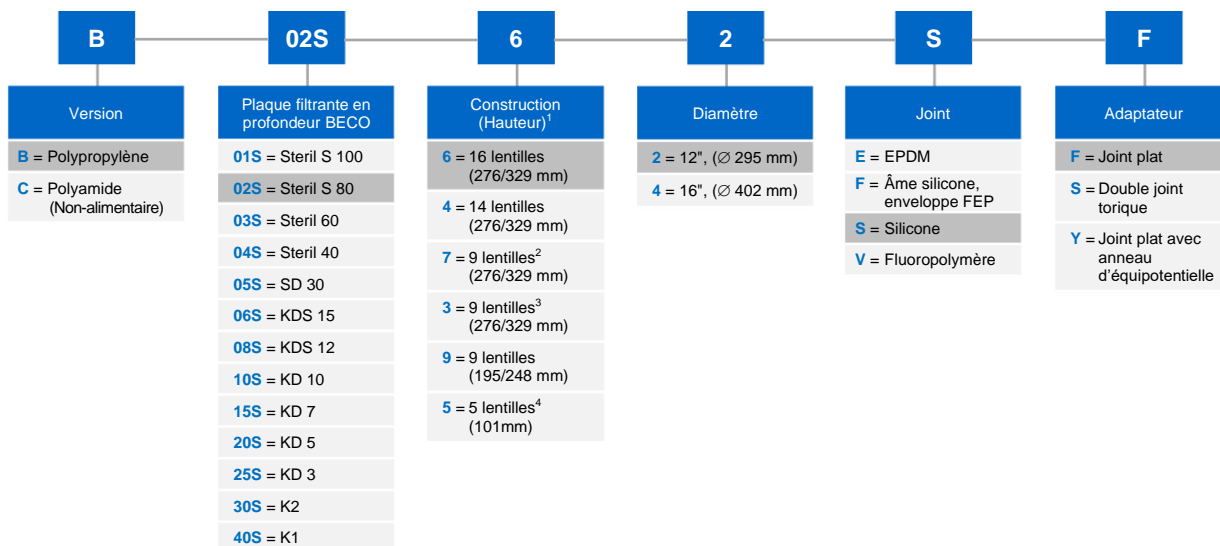 B
02S
6
2
S
F
Version
B = Polypropylène
C = Polyamide
(Non-alimentaire)
Plaque filtrante en
profondeur BECO
01S = Steril S 100
02S = Steril S 80
03S = Steril 60
04S = Steril 40
05S = SD 30
06S = KDS 15
08S = KDS 12
10S = KD 10
15S = KD 7
20S = KD 5
25S = KD 3
30S = K2
40S = K1
Construction
(Hauteur)¹
6 = 16 lentilles
(276/329 mm)
4 = 14 lentilles
(276/329 mm)
7 = 9 lentilles²
(276/329 mm)
3 = 9 lentilles³
(276/329 mm)
9 = 9 lentilles
(195/248 mm)
5 = 5 lentilles⁴
(101mm)
Diamètre
2 = 12", (∅ 295 mm)
4 = 16", (∅ 402 mm)
Joint
E = EPDM
F = Âme silicone,
enveloppe FEP
S = Silicone
V = Fluoropolymère
Adaptateur
F = Joint plat
S = Double joint
torique
Y = Joint plat avec
anneau
d'équipotentielle